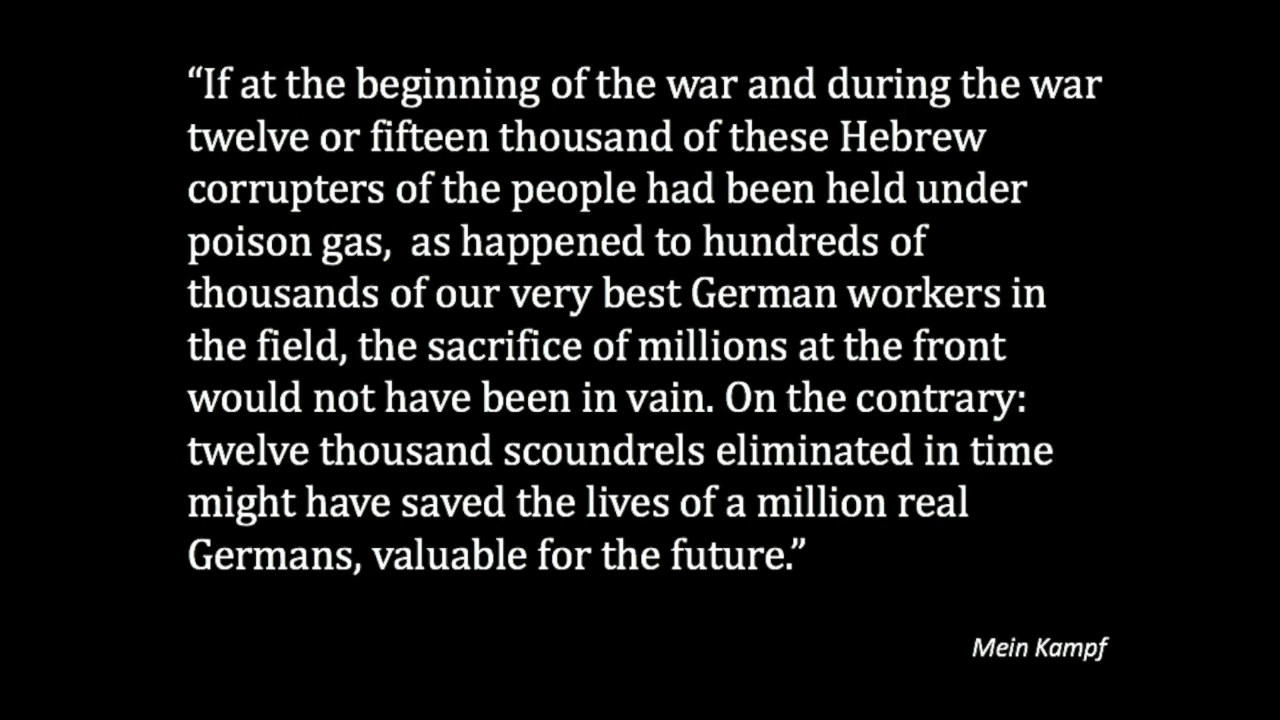 “If at the beginning of the war and during the war
twelve or fifteen thousand of these Hebrew
corrupters of the people had been held under
poison gas,  as happened to hundreds of
thousands of our very best German workers in
the field, the sacrifice of millions at the front
would not have been in vain. On the contrary:
twelve thousand scoundrels eliminated in time
might have saved the lives of a million real
Germans, valuable for the future.”
Mein Kampf